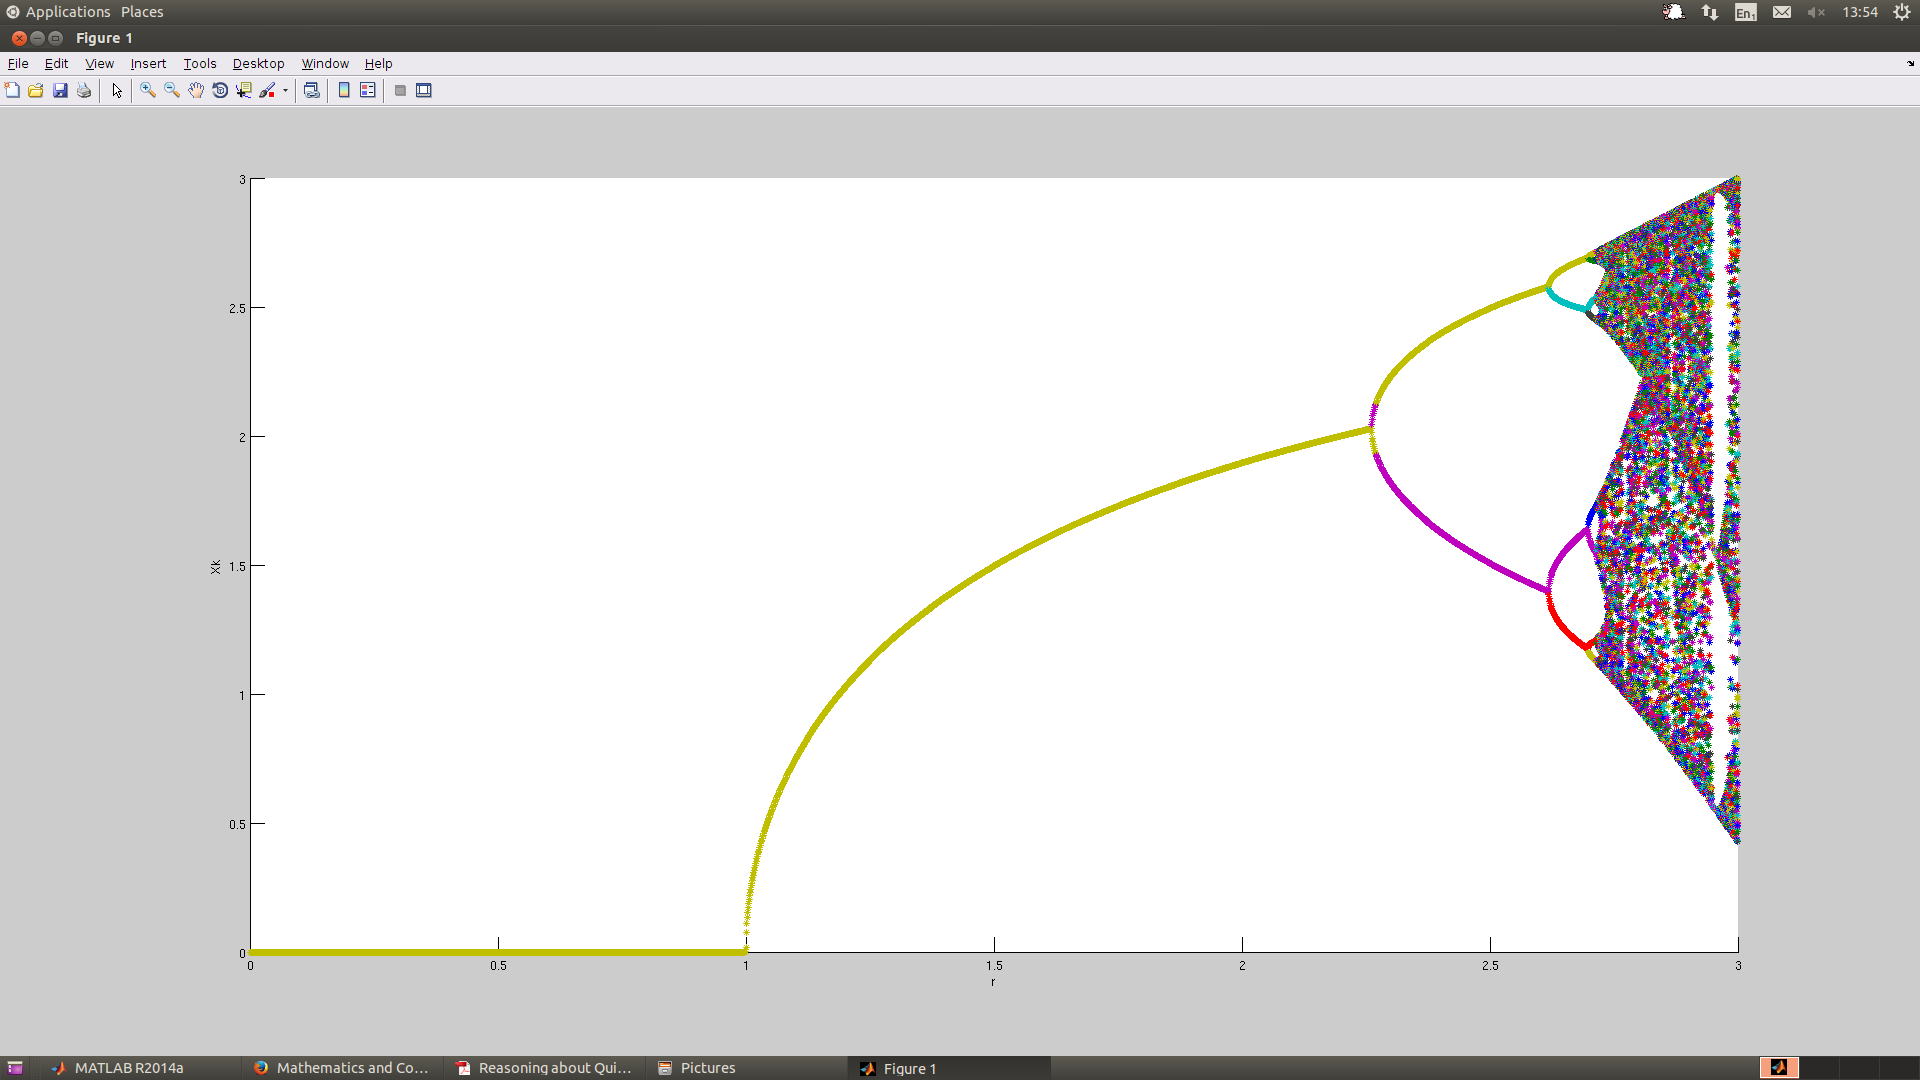 Applications Places
En1 13:54
Figure 1
File Edit View Insert Tools Desktop Window Help
3
2.5
2
1.5
1
0.5
0
Xk
0 0.5 1 1.5 2 2.5 3
r
MATLAB R2014a Mathematics and Co... Reasoning about Qui... Pictures Figure 1